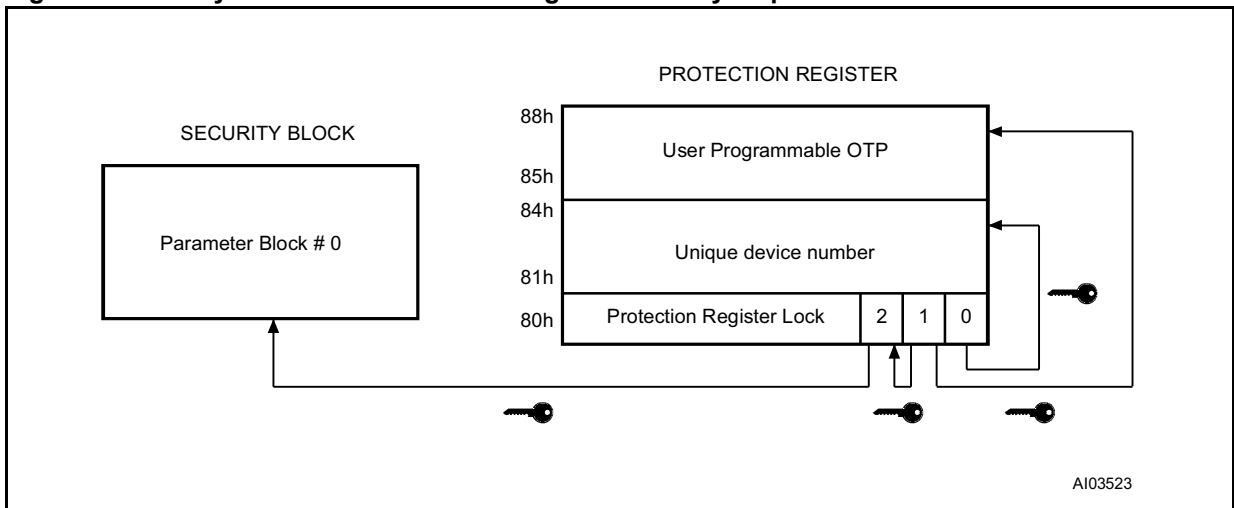 PROTECTION REGISTER
88h
SECURITY BLOCK
User Programmable OTP
85h
84h
Parameter Block # 0
Unique device number
81h
80h
Protection Register Lock 2 1 0
AI03523